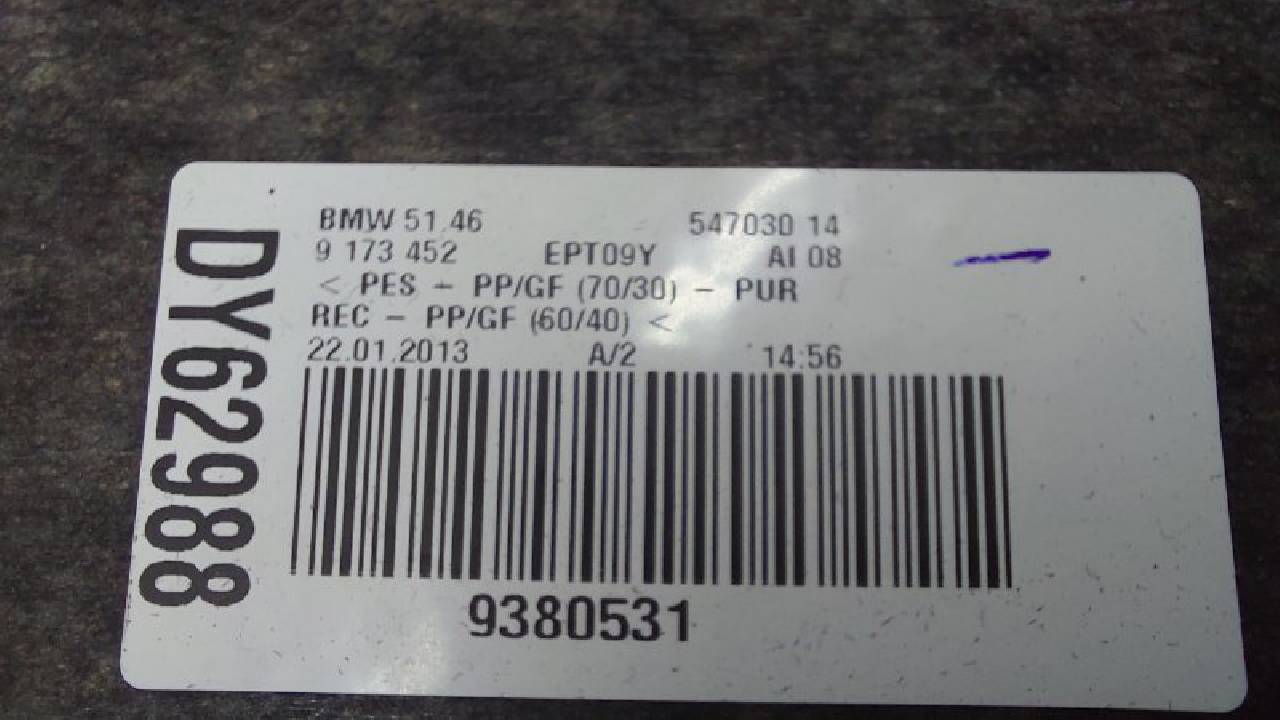 BMW 51.46 547030 14
9 173 452 EPT09Y AI 08
< PES - PP/GF (70/30) - PUR
REC - PP/GF (60/40) <
22.01.2013 A/2 14:56
9380531
DY62988